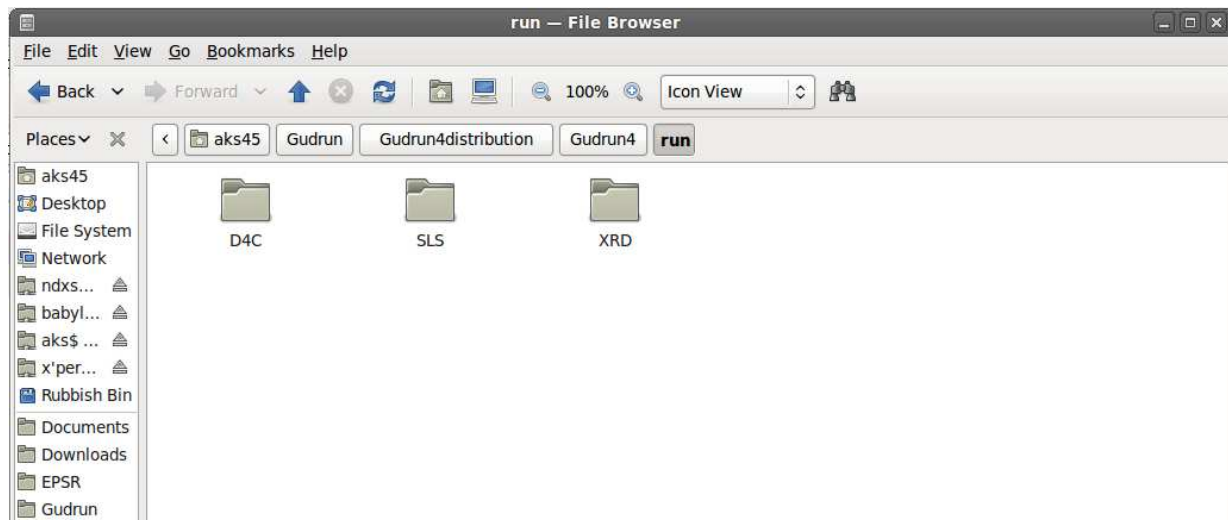 run — File Browser
File Edit View Go Bookmarks Help
Back Forward 100% Icon View
Places aks45 Gudrun Gudrun4distribution Gudrun4 run
aks45
Desktop
File System
Network
ndxs...
babyl...
aks$ ...
x'per...
Rubbish Bin
Documents
Downloads
EPSR
Gudrun
D4C SLS XRD